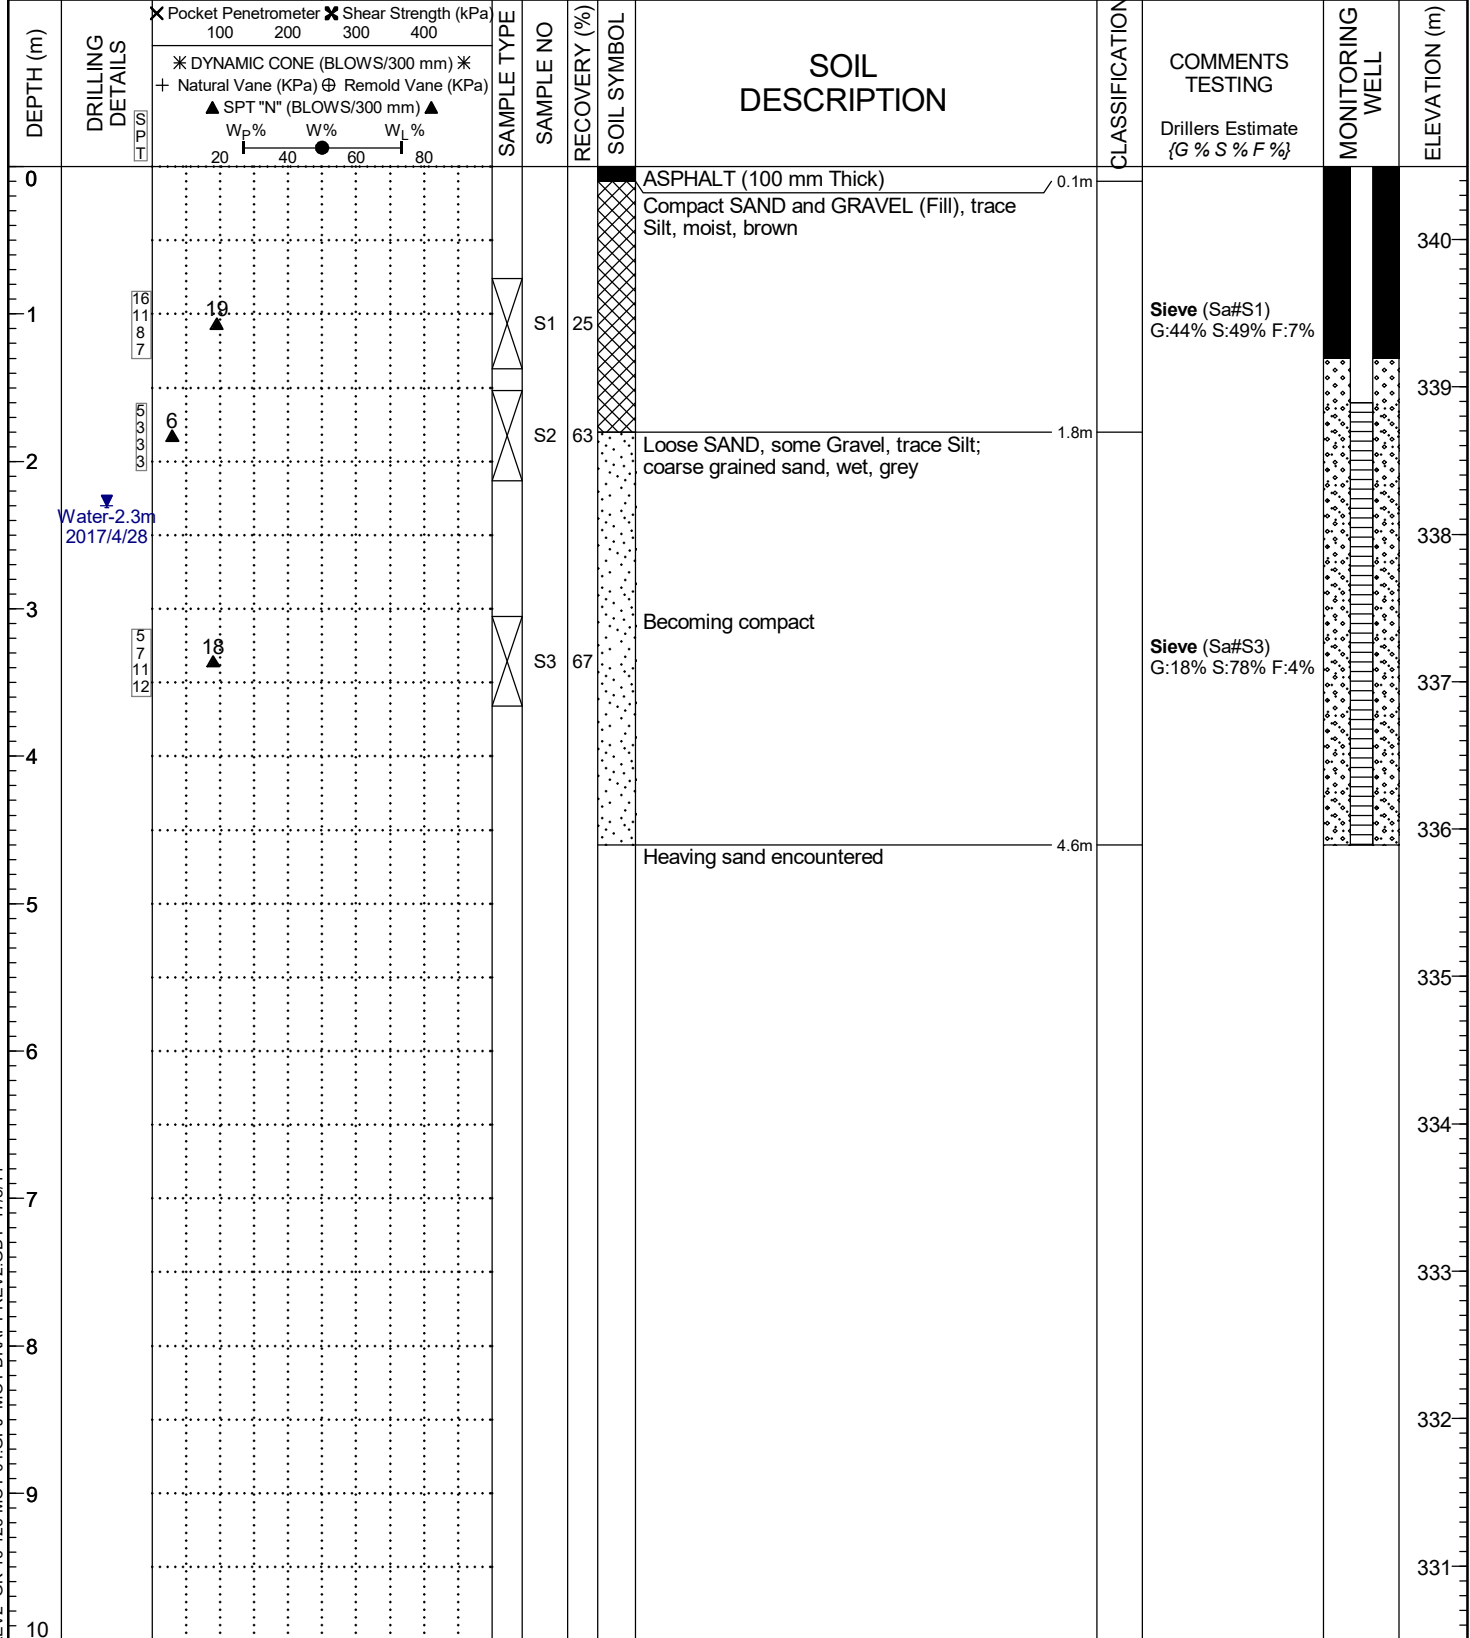 DEPTH (m)
DRILLING DETAILS
SPT
Pocket Penetrometer Shear Strength (kPa)
100 200 300 400
DYNAMIC CONE (BLOWS/300 mm)
Natural Vane (KPa) Remold Vane (KPa)
▲ SPT "N" (BLOWS/300 mm) ▲
WP% W% WL%
20 40 60 80
SAMPLE TYPE
SAMPLE NO
RECOVERY (%)
SOIL SYMBOL
SOIL
DESCRIPTION
CLASSIFICATION
COMMENTS
TESTING
Drillers Estimate
{G % S % F %}
MONITORING WELL
ELEVATION (m)
0
ASPHALT (100 mm Thick)
0.1m
Compact SAND and GRAVEL (Fill), trace
Silt, moist, brown
340
1
16
11
8
7
19
S1 25
Sieve (Sa#S1)
G:44% S:49% F:7%
339
5
3
3
3
6
S2 63
1.8m
Loose SAND, some Gravel, trace Silt;
coarse grained sand, wet, grey
2
Water-2.3m
2017/4/28
338
3
Becoming compact
5
7
11
12
18
S3 67
Sieve (Sa#S3)
G:18% S:78% F:4%
337
4
336
4.6m
Heaving sand encountered
5
335
6
334
7
333
8
332
9
331
10